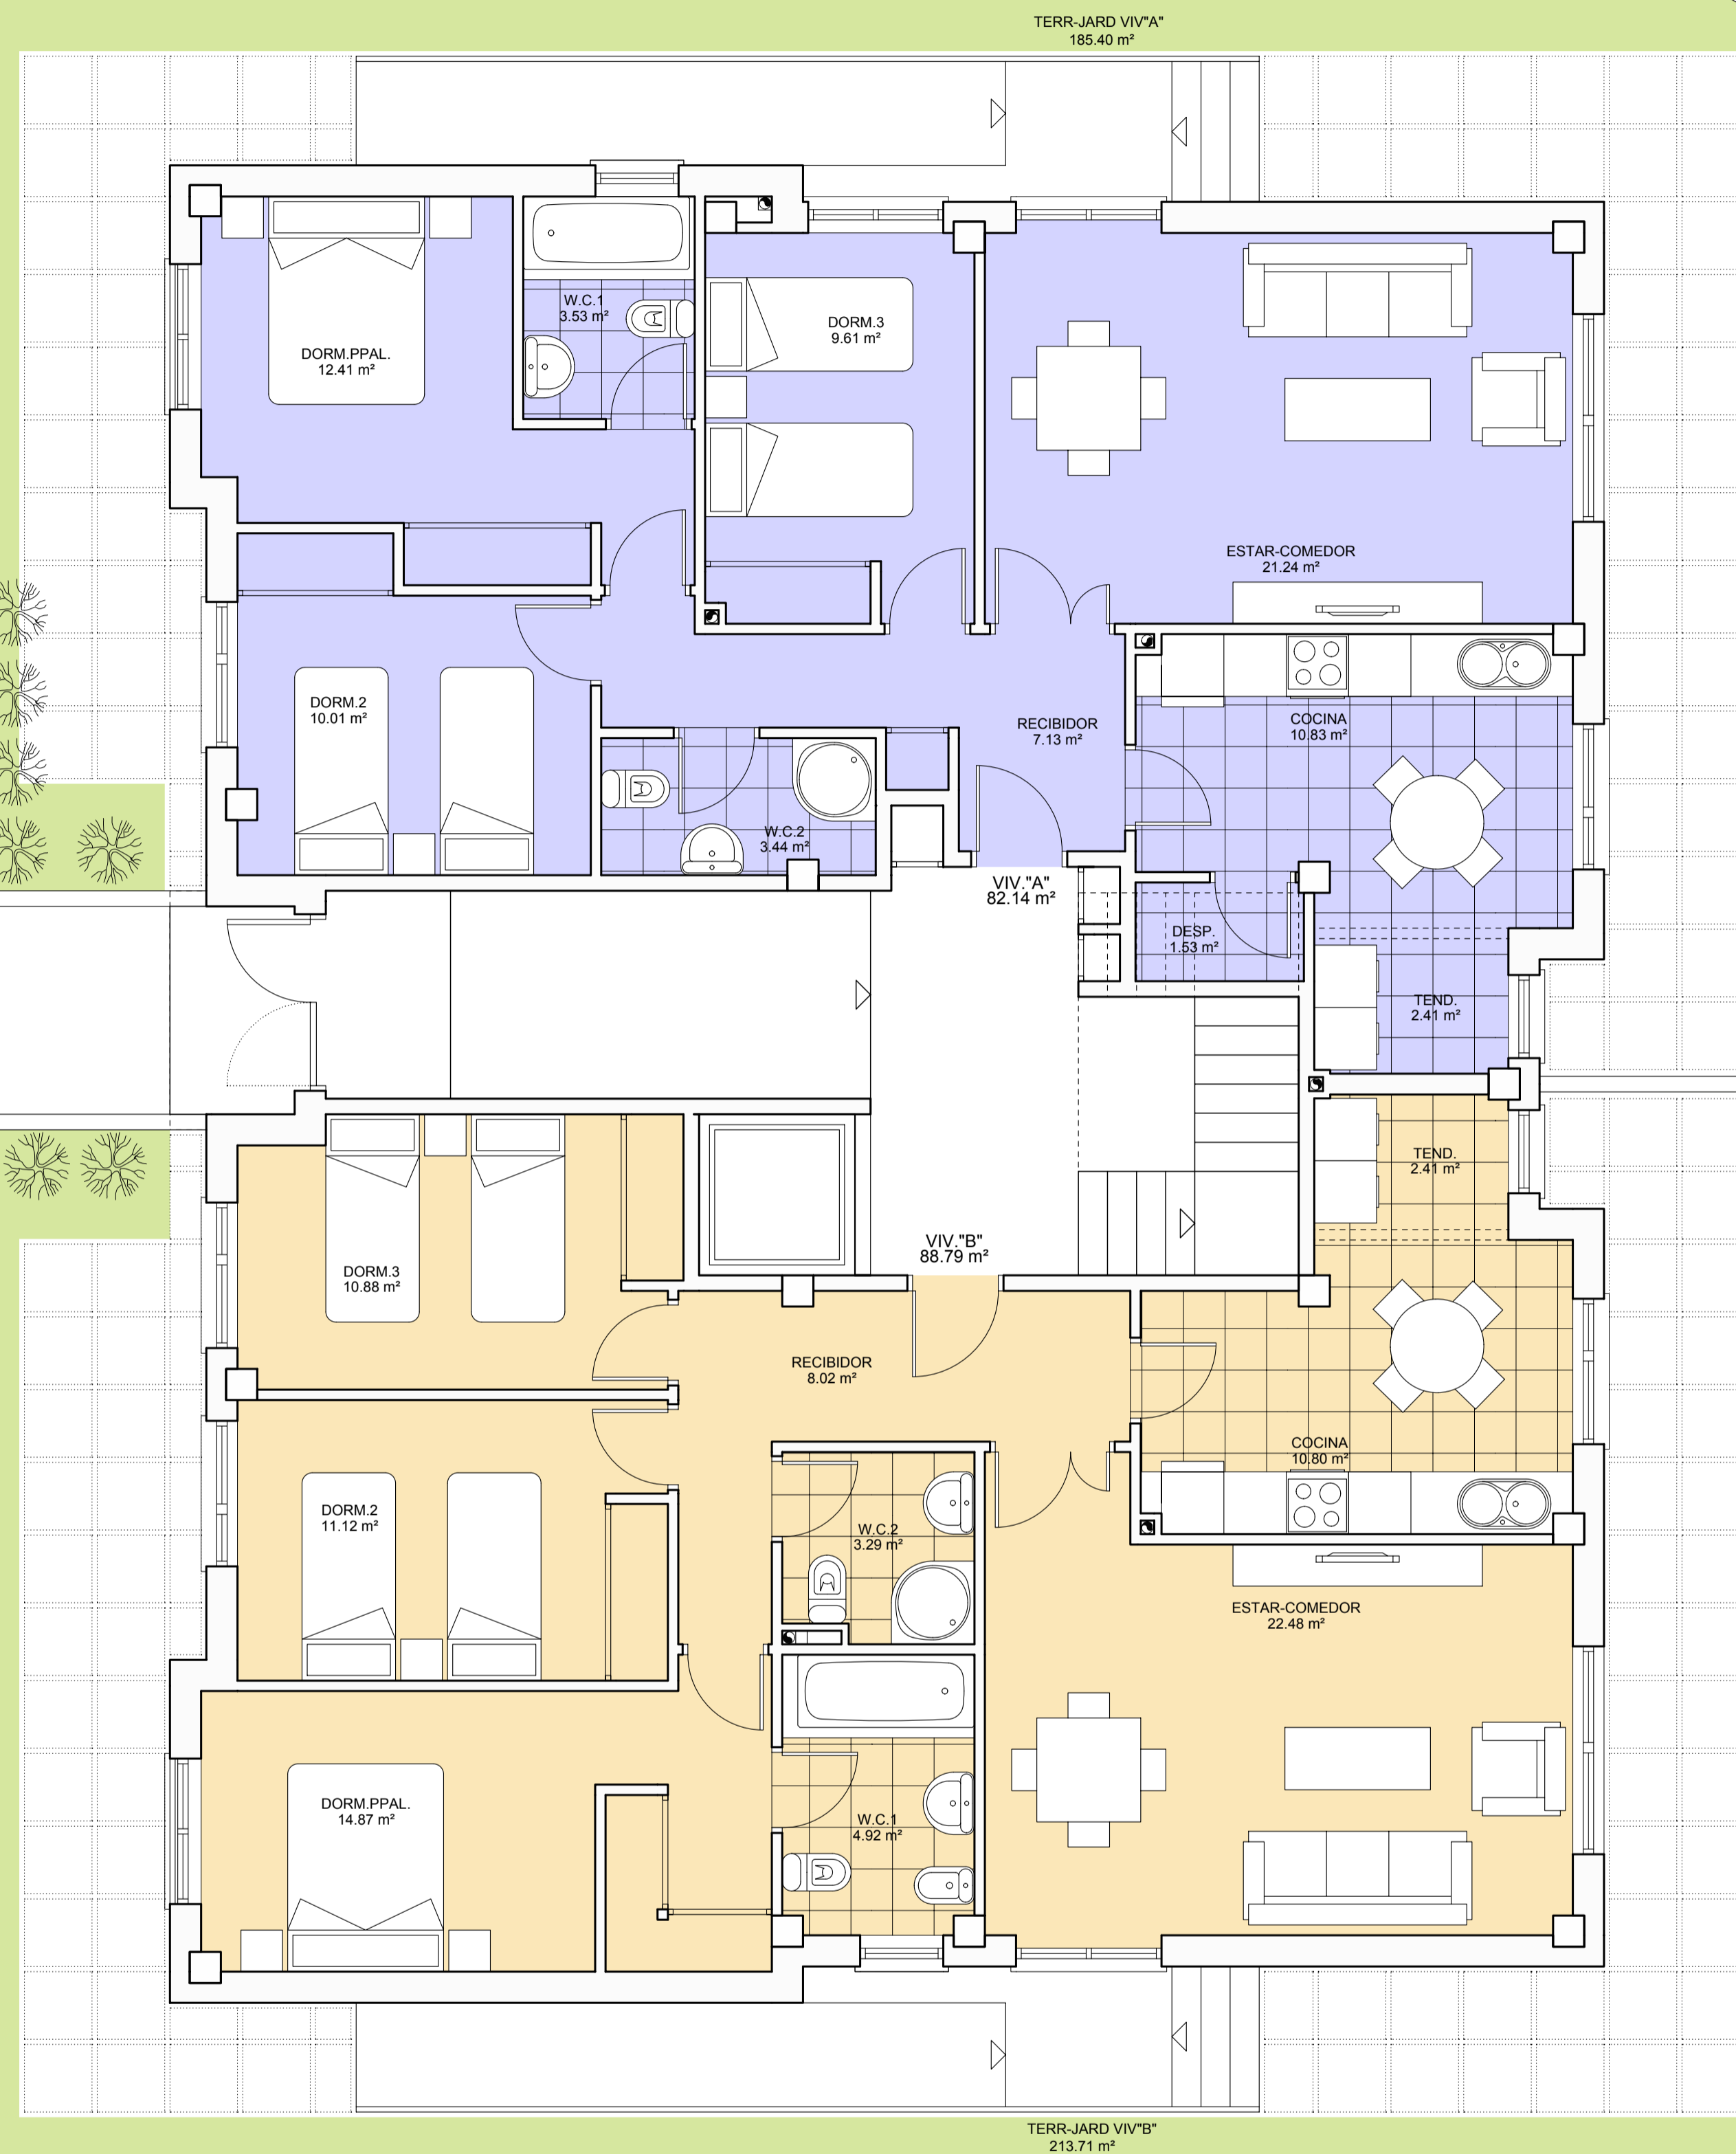 TERR-JARD VIV"A"
185.40 m²
W.C.1
3.53 m²
DORM.3
9.61 m²
DORM.PPAL.
12.41 m²
ESTAR-COMEDOR
21.24 m²
DORM.2
10.01 m²
RECIBIDOR
7.13 m²
COCINA
10.83 m²
W.C.2
3.44 m²
VIV."A"
82.14 m²
DESP.
1.53 m²
TEND.
2.41 m²
TEND.
2.41 m²
VIV."B"
88.79 m²
DORM.3
10.88 m²
RECIBIDOR
8.02 m²
COCINA
10.80 m²
DORM.2
11.12 m²
W.C.2
3.29 m²
ESTAR-COMEDOR
22.48 m²
DORM.PPAL.
14.87 m²
W.C.1
4.92 m²
TERR-JARD VIV"B"
213.71 m²